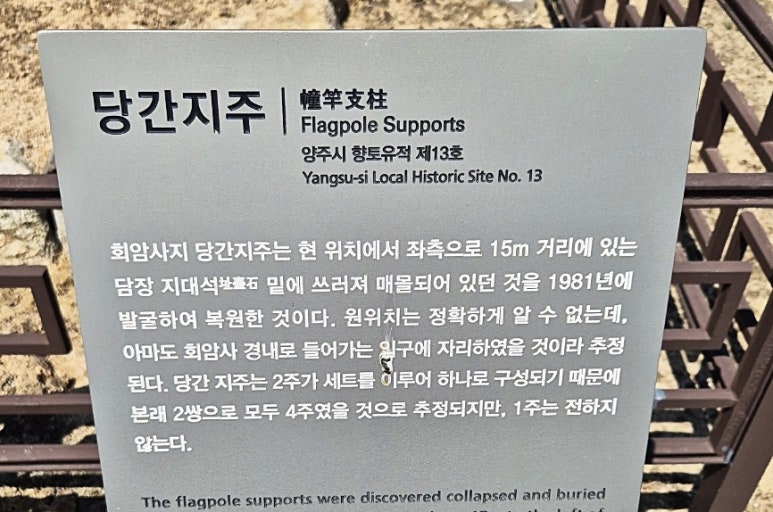 당간지주
幢竿支柱
Flagpole Supports
양주시 향토유적 제13호
Yangsu-si Local Historic Site No. 13
회암사지 당간지주는 현 위치에서 좌측으로 15m 거리에 있는
담장 지대석址臺石 밑에 쓰러져 매몰되어 있던 것을 1981년에
발굴하여 복원한 것이다. 원위치는 정확하게 알 수 없는데,
아마도 회암사 경내로 들어가는 입구에 자리하였을 것이라 추정
된다. 당간 지주는 2주가 세트를 이루어 하나로 구성되기 때문에
본래 2쌍으로 모두 4주였을 것으로 추정되지만, 1주는 전하지
않는다.
The flagpole supports were discovered collapsed and buried
to the left of